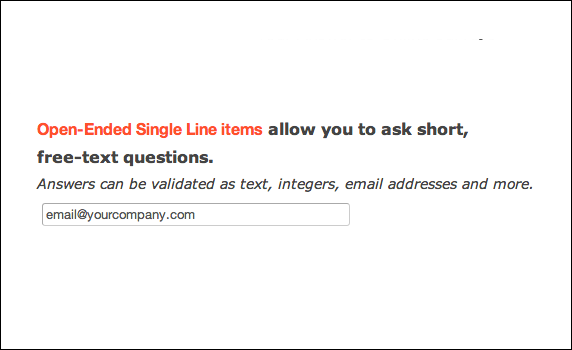 -
Open-Ended Single Line items allow you to ask short,
free-text questions.
Answers can be validated as text, integers, email addresses and more.
email@yourcompany.com